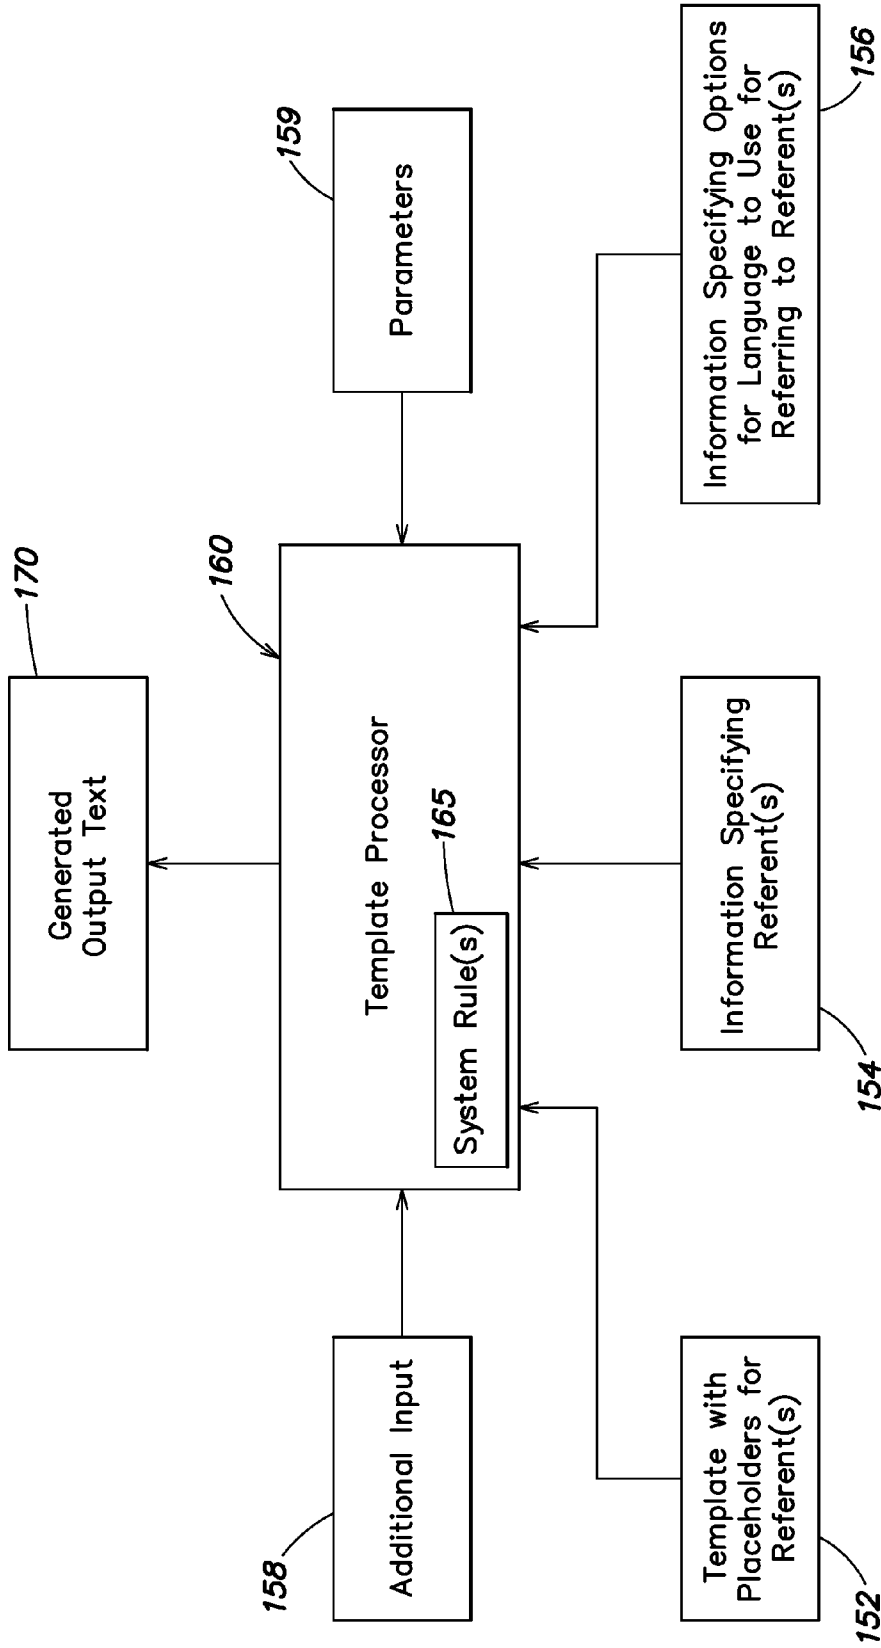 170
Generated
Output Text
160
Template Processor
165
System Rule(s)
158
Additional Input
159
Parameters
152
Template with
Placeholders for
Referent(s)
154
Information Specifying
Referent(s)
156
Information Specifying Options
for Language to Use for
Referring to Referent(s)